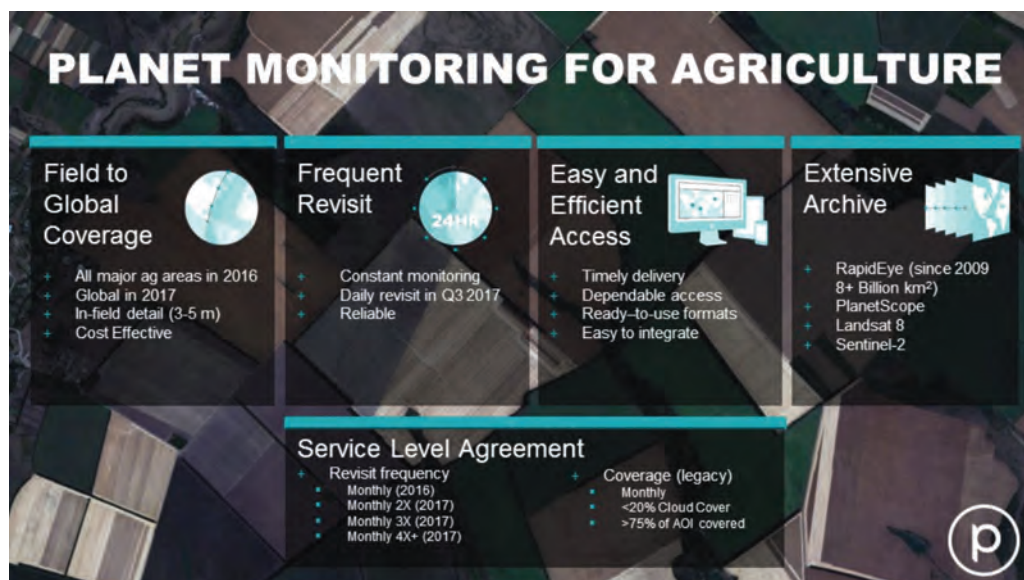 PLANET MONITORING FOR AGRICULTURE
Field to
Global
Coverage
+ All major ag areas in 2016
+ Global in 2017
+ In-field detail (3-5 m)
+ Cost Effective
Frequent
Revisit
24HR
+ Constant monitoring
+ Daily revisit in Q3 2017
+ Reliable
Easy and
Efficient
Access
+ Timely delivery
+ Dependable access
+ Ready–to-use formats
+ Easy to integrate
Extensive
Archive
+ RapidEye (since 2009
8+ Billion km²)
+ PlanetScope
+ Landsat 8
+ Sentinel-2
Service Level Agreement
+ Revisit frequency
▪ Monthly (2016)
▪ Monthly 2X (2017)
▪ Monthly 3X (2017)
▪ Monthly 4X+ (2017)
+ Coverage (legacy)
▪ Monthly
▪ <20% Cloud Cover
▪ >75% of AOI covered
p